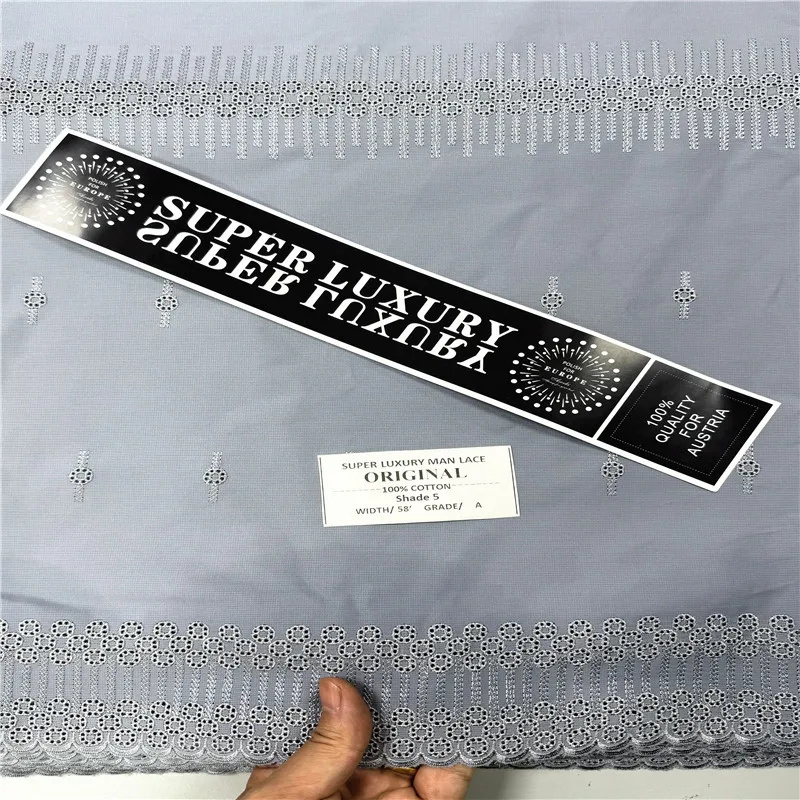 POLISH
FOR
EUROPE
SUPER LUXURY
SUPER LUXURY
POLISH
FOR
EUROPE
100%
QUALITY
FOR
AUSTRIA
SUPER LUXURY MAN LACE
ORIGINAL
100% COTTON
Shade 5
WIDTH/ 58' GRADE/ A